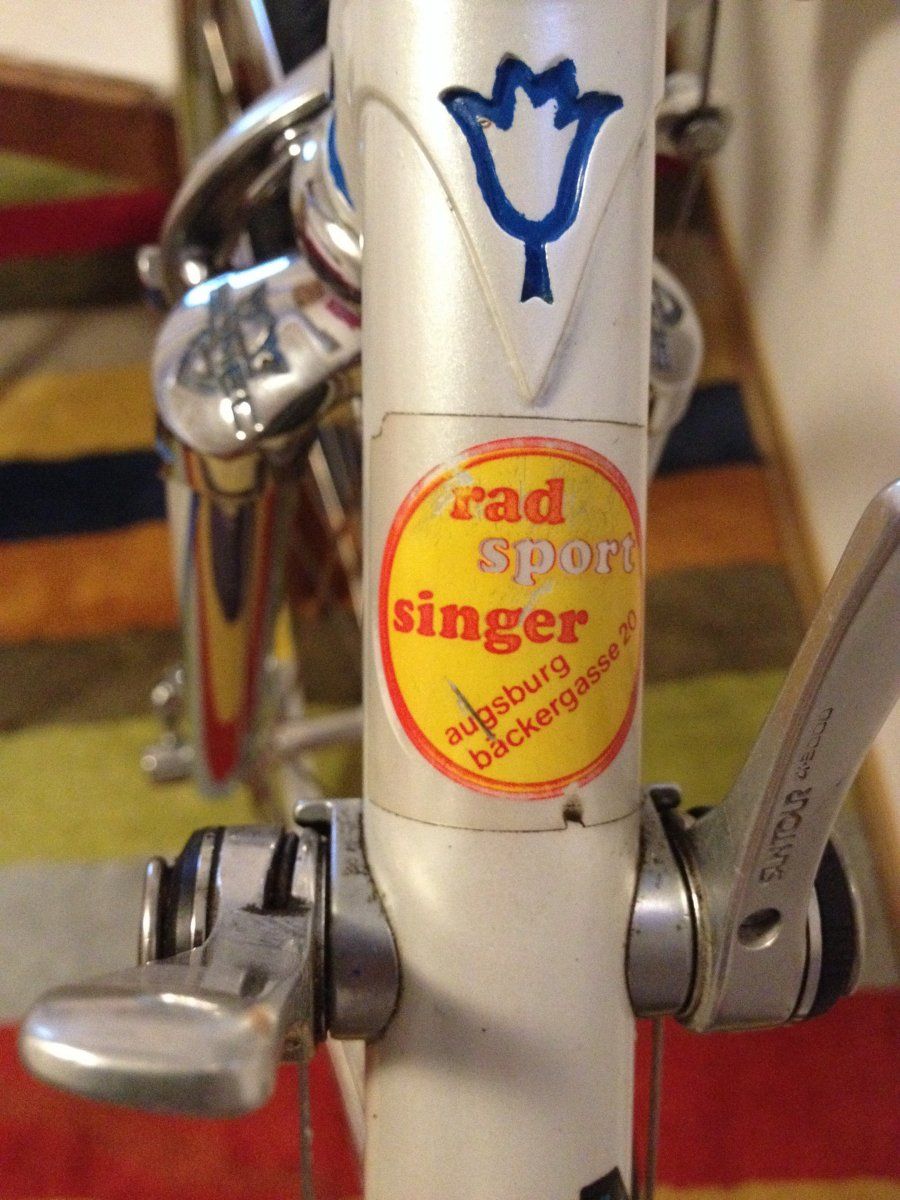 rad
sport
singer
augsburg
bäckergasse 20
SUNTOUR